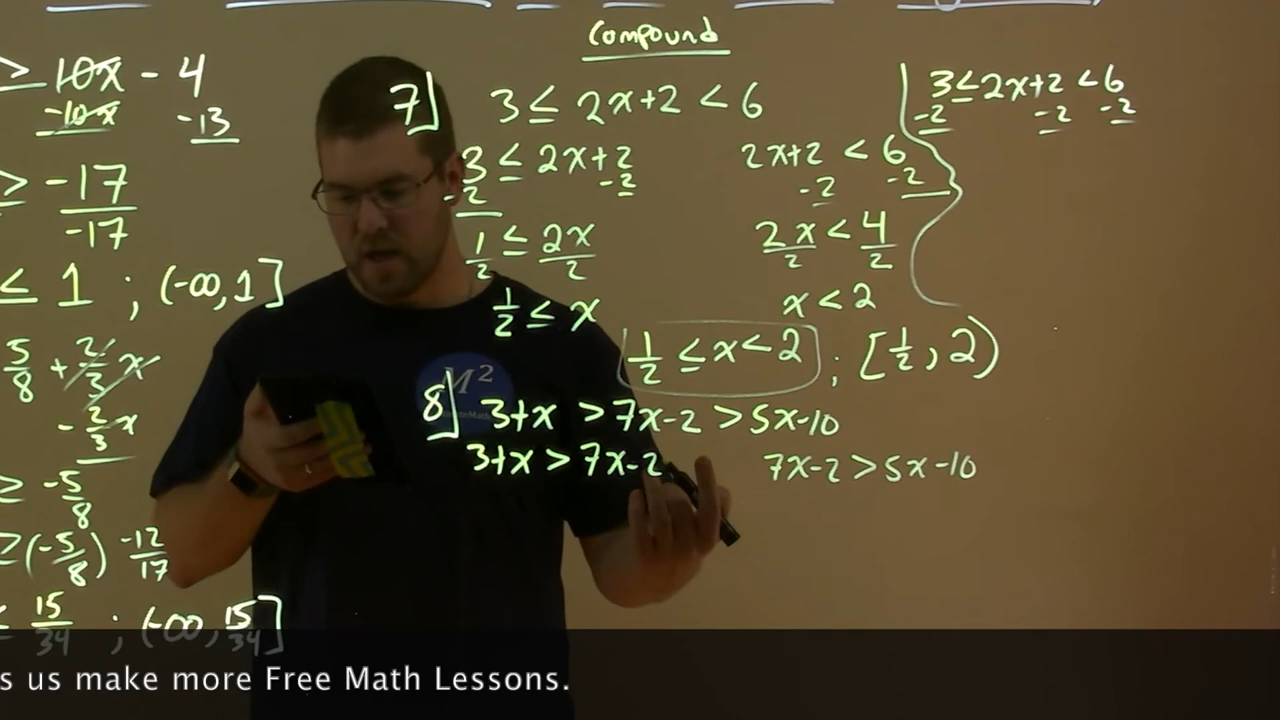 Compound
≥ 10x - 4
-10x -13
≥ -17
-17
≤ 1 ; (-∞, 1]
5/8 + 2/3 x
- 2/3 x
≥ -5/8
≥ (-5/8) -12/17
≤ 15/34 ; (-∞, 15/34]
7] 3 ≤ 2x+2 < 6
3 ≤ 2x+2
-2 -2
1/2 ≤ 2x/2
1/2 ≤ x
2x+2 < 6
-2 -2
2x/2 < 4/2
x < 2
1/2 ≤ x < 2 ; [1/2, 2)
3 ≤ 2x+2 < 6
-2 -2 -2
M²
8] 3+x > 7x-2 > 5x-10
3+x > 7x-2 7x-2 > 5x-10
s us make more Free Math Lessons.